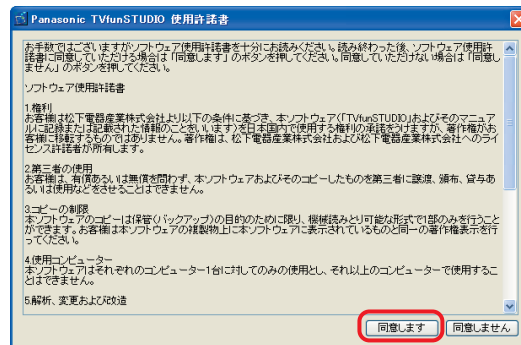 Panasonic TVfunSTUDIO 使用許諾書
お手数ではございますがソフトウェア使用許諾書を十分にお読みください。読み終わった後、ソフトウェア使用許
諾書に同意していただける場合は「同意します」のボタンを押してください。同意していただけない場合は「同意し
ません」のボタンを押してください。
ソフトウェア使用許諾書
1.権利
お客様は松下電器産業株式会社より以下の条件に基づき、本ソフトウェア(「TVfunSTUDIO」およびそのマニュア
ルに記録または記載された情報のことをいいます)を日本国内で使用する権利の承諾をうけますが、著作権がお
客様に移転するものではありません。著作権は、松下電器産業株式会社および松下電器産業株式会社へのライ
センス許諾者が所有します。
2.第三者の使用
お客様は、有償あるいは無償を問わず、本ソフトウェアおよびそのコピーしたものを第三者に譲渡、頒布、貸与あ
るいは使用などをさせることはできません。
3.コピーの制限
本ソフトウェアのコピーは保管(バックアップ)の目的のためだけに限り、機械読みとり可能な形式で1部のみを行うこと
ができます。お客様は本ソフトウェアの複製物上に本ソフトウェアに表示されているものと同一の著作権表示を行
ってください。
4.使用コンピューター
本ソフトウェアはそれぞれのコンピューター1台に対してのみの使用とし、それ以上のコンピューターで使用するこ
とはできません。
5.解析、変更および改造
同意します 同意しません